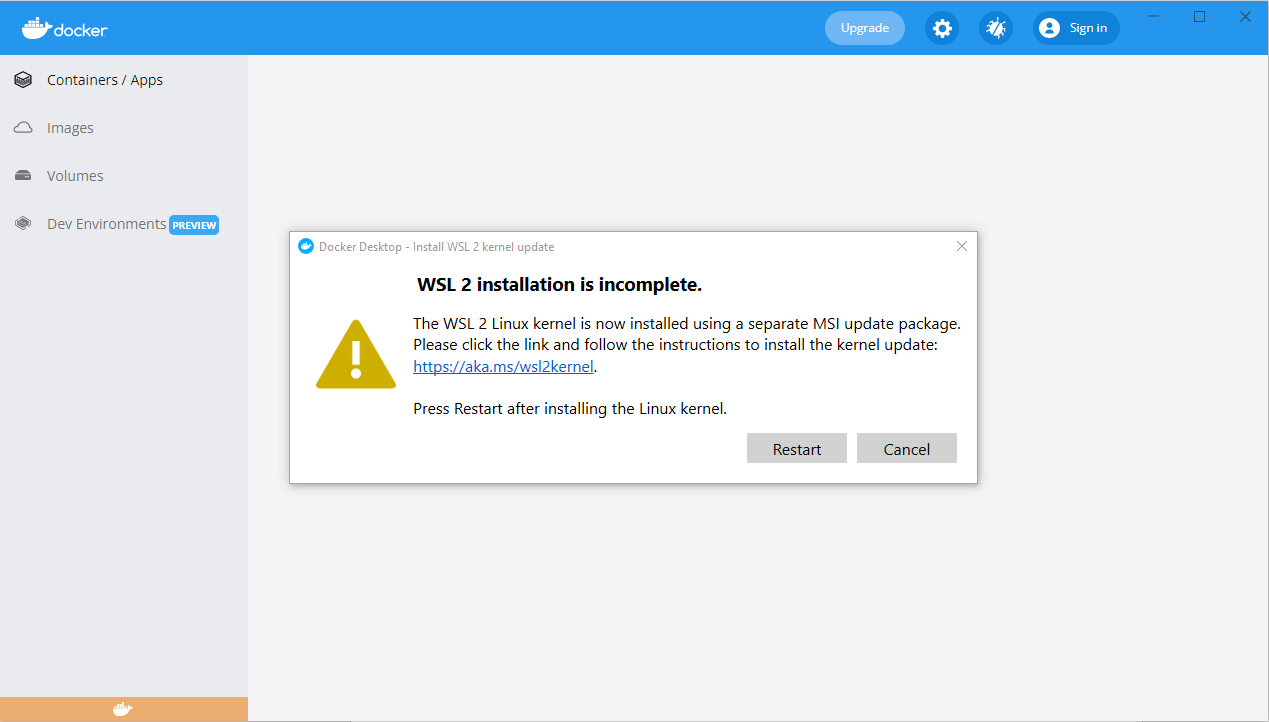 docker
Upgrade
Sign in
Containers / Apps
Images
Volumes
Dev Environments PREVIEW
Docker Desktop - Install WSL 2 kernel update
WSL 2 installation is incomplete.
The WSL 2 Linux kernel is now installed using a separate MSI update package.
Please click the link and follow the instructions to install the kernel update:
https://aka.ms/wsl2kernel.
Press Restart after installing the Linux kernel.
Restart
Cancel